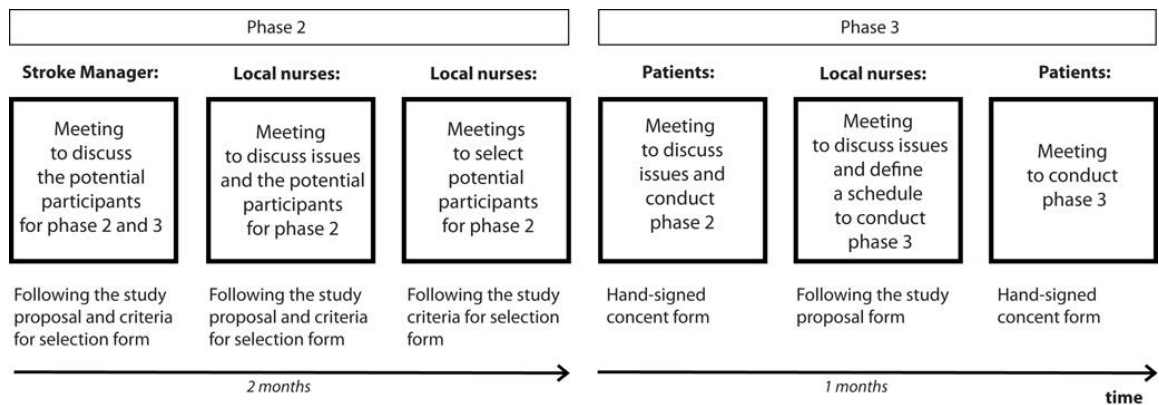 Phase 2
Phase 3
Stroke Manager:
Local nurses:
Local nurses:
Patients:
Local nurses:
Patients:
Meeting
to discuss
the potential
participants
for phase 2 and 3
Meeting
to discuss issues
and the potential
participants
for phase 2
Meetings
to select
potential
participants
for phase 2
Meeting
to discuss
issues and
conduct
phase 2
Meeting
to discuss issues
and define
a schedule
to conduct
phase 3
Meeting
to conduct
phase 3
Following the study
proposal and criteria
for selection form
Following the study
proposal and criteria
for selection form
Following the study
criteria for selection
form
Hand-signed
concent form
Following the study
proposal form
Hand-signed
concent form
2 months
1 months
time